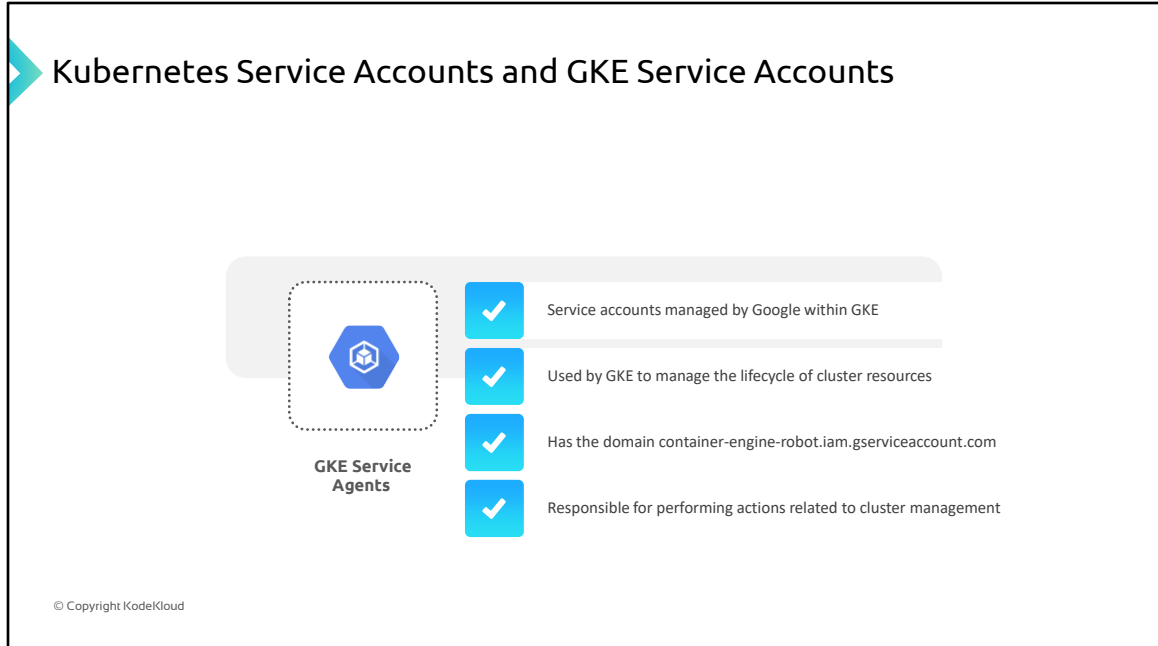 Kubernetes Service Accounts and GKE Service Accounts
GKE Service
Agents
Service accounts managed by Google within GKE
Used by GKE to manage the lifecycle of cluster resources
Has the domain container-engine-robot.iam.gserviceaccount.com
Responsible for performing actions related to cluster management
© Copyright KodeKloud